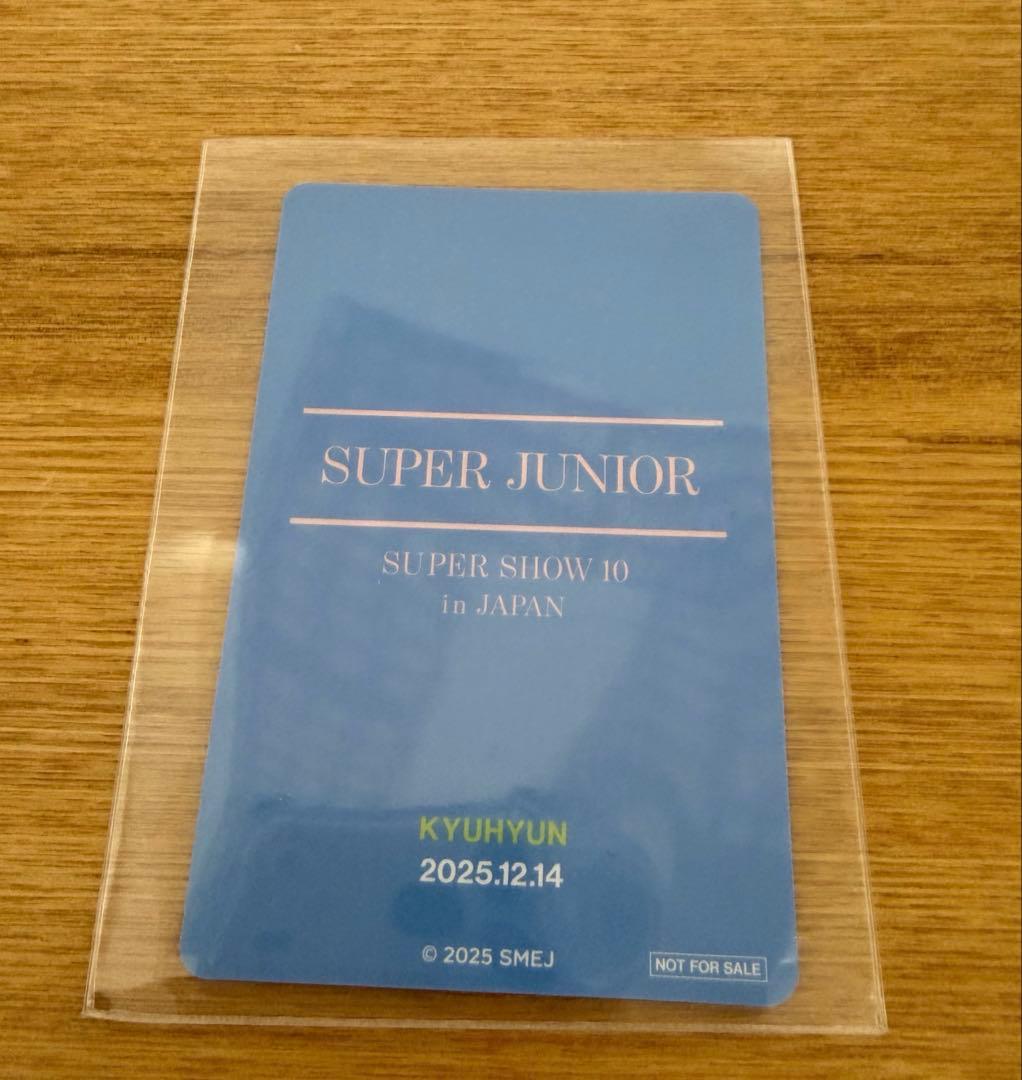 SUPER JUNIOR
SUPER SHOW 10
in JAPAN
KYUHYUN
2025.12.14
© 2025 SMEJ
NOT FOR SALE